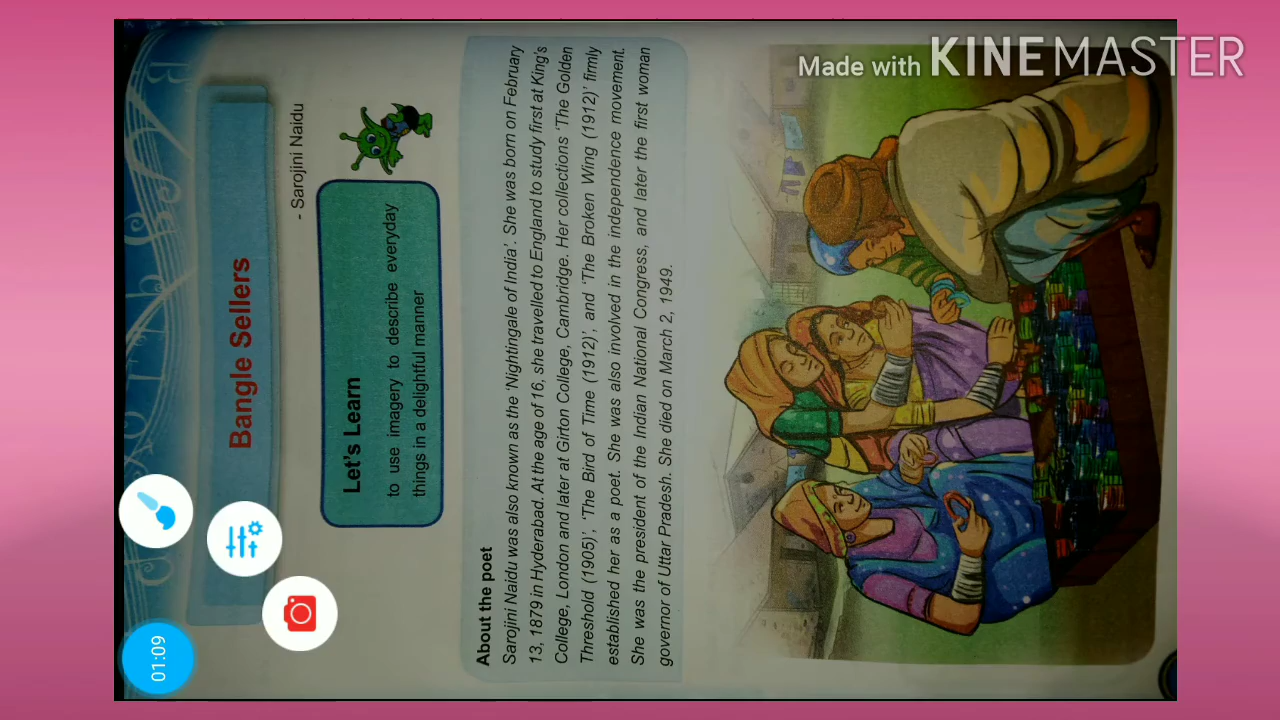 Made with KINEMASTER
Bangle Sellers
- Sarojini Naidu
Let's Learn
to use imagery to describe everyday
things in a delightful manner
About the poet
Sarojini Naidu was also known as the 'Nightingale of India'. She was born on February
13, 1879 in Hyderabad. At the age of 16, she travelled to England to study first at King's
College, London and later at Girton College, Cambridge. Her collections 'The Golden
Threshold (1905)', 'The Bird of Time (1912)', and 'The Broken Wing (1912)' firmly
established her as a poet. She was also involved in the independence movement.
She was the president of the Indian National Congress, and later the first woman
governor of Uttar Pradesh. She died on March 2, 1949.
01:09